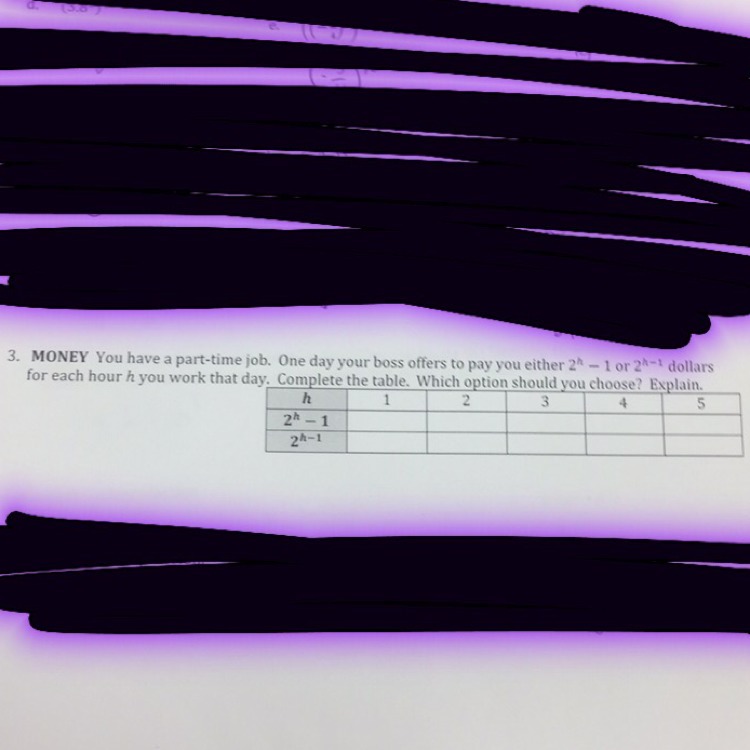 d. (3.8
e.
3. MONEY You have a part-time job. One day your boss offers to pay you either 2ʰ – 1 or 2ʰ⁻¹ dollars
for each hour h you work that day. Complete the table. Which option should you choose? Explain.
h 1 2 3 4 5
2ʰ – 1
2ʰ⁻¹